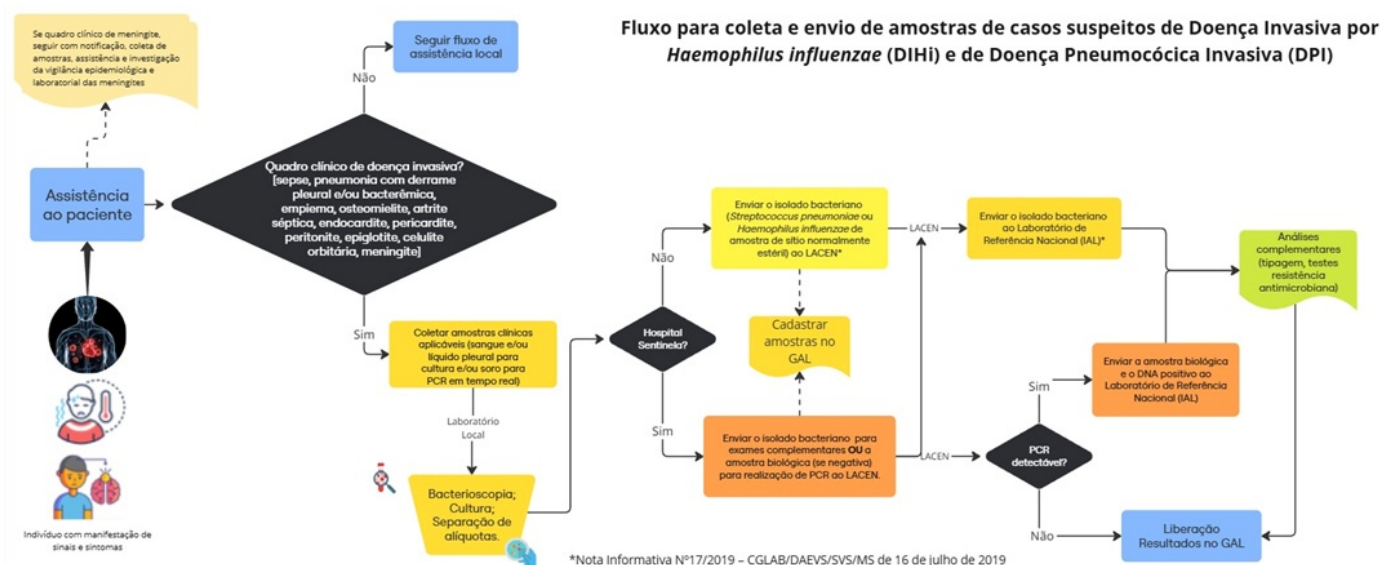 Fluxo para coleta e envio de amostras de casos suspeitos de Doença Invasiva por
Haemophilus influenzae (DIHi) e de Doença Pneumocócica Invasiva (DPI)
Se quadro clínico de meningite,
seguir com notificação, coleta de
amostras, assistência e investigação
da vigilância epidemiológica e
laboratorial das meningites
Assistência
ao paciente
Indivíduo com manifestação de
sinais e sintomas
Seguir fluxo de
assistência local
Não
Quadro clínico de doença invasiva?
[sepse, pneumonia com derrame
pleural e/ou bacterêmica,
empiema, osteomielite, artrite
séptica, endocardite, pericardite,
peritonite, epiglotite, celulite
orbitária, meningite]
Sim
Coletar amostras clínicas
aplicáveis (sangue e/ou
líquido pleural para
cultura e/ou soro para
PCR em tempo real)
Laboratório
Local
Bacterioscopia;
Cultura;
Separação de
alíquotas.
Hospital
Sentinela?
Não
Enviar o isolado bacteriano
(Streptococcus pneumoniae ou
Haemophilus influenzae de
amostra de sítio normalmente
estéril) ao LACEN*
Cadastrar
amostras no
GAL
Sim
Enviar o isolado bacteriano para
exames complementares OU a
amostra biológica (se negativa)
para realização de PCR ao LACEN.
LACEN
Enviar o isolado bacteriano
ao Laboratório de
Referência Nacional (IAL)*
LACEN
PCR
detectável?
Sim
Enviar a amostra biológica
e o DNA positivo ao
Laboratório de Referência
Nacional (IAL)
Não
Liberação
Resultados no GAL
Análises
complementares
(tipagem, testes
resistência
antimicrobiana)
*Nota Informativa Nº17/2019 – CGLAB/DAEVS/SVS/MS de 16 de julho de 2019